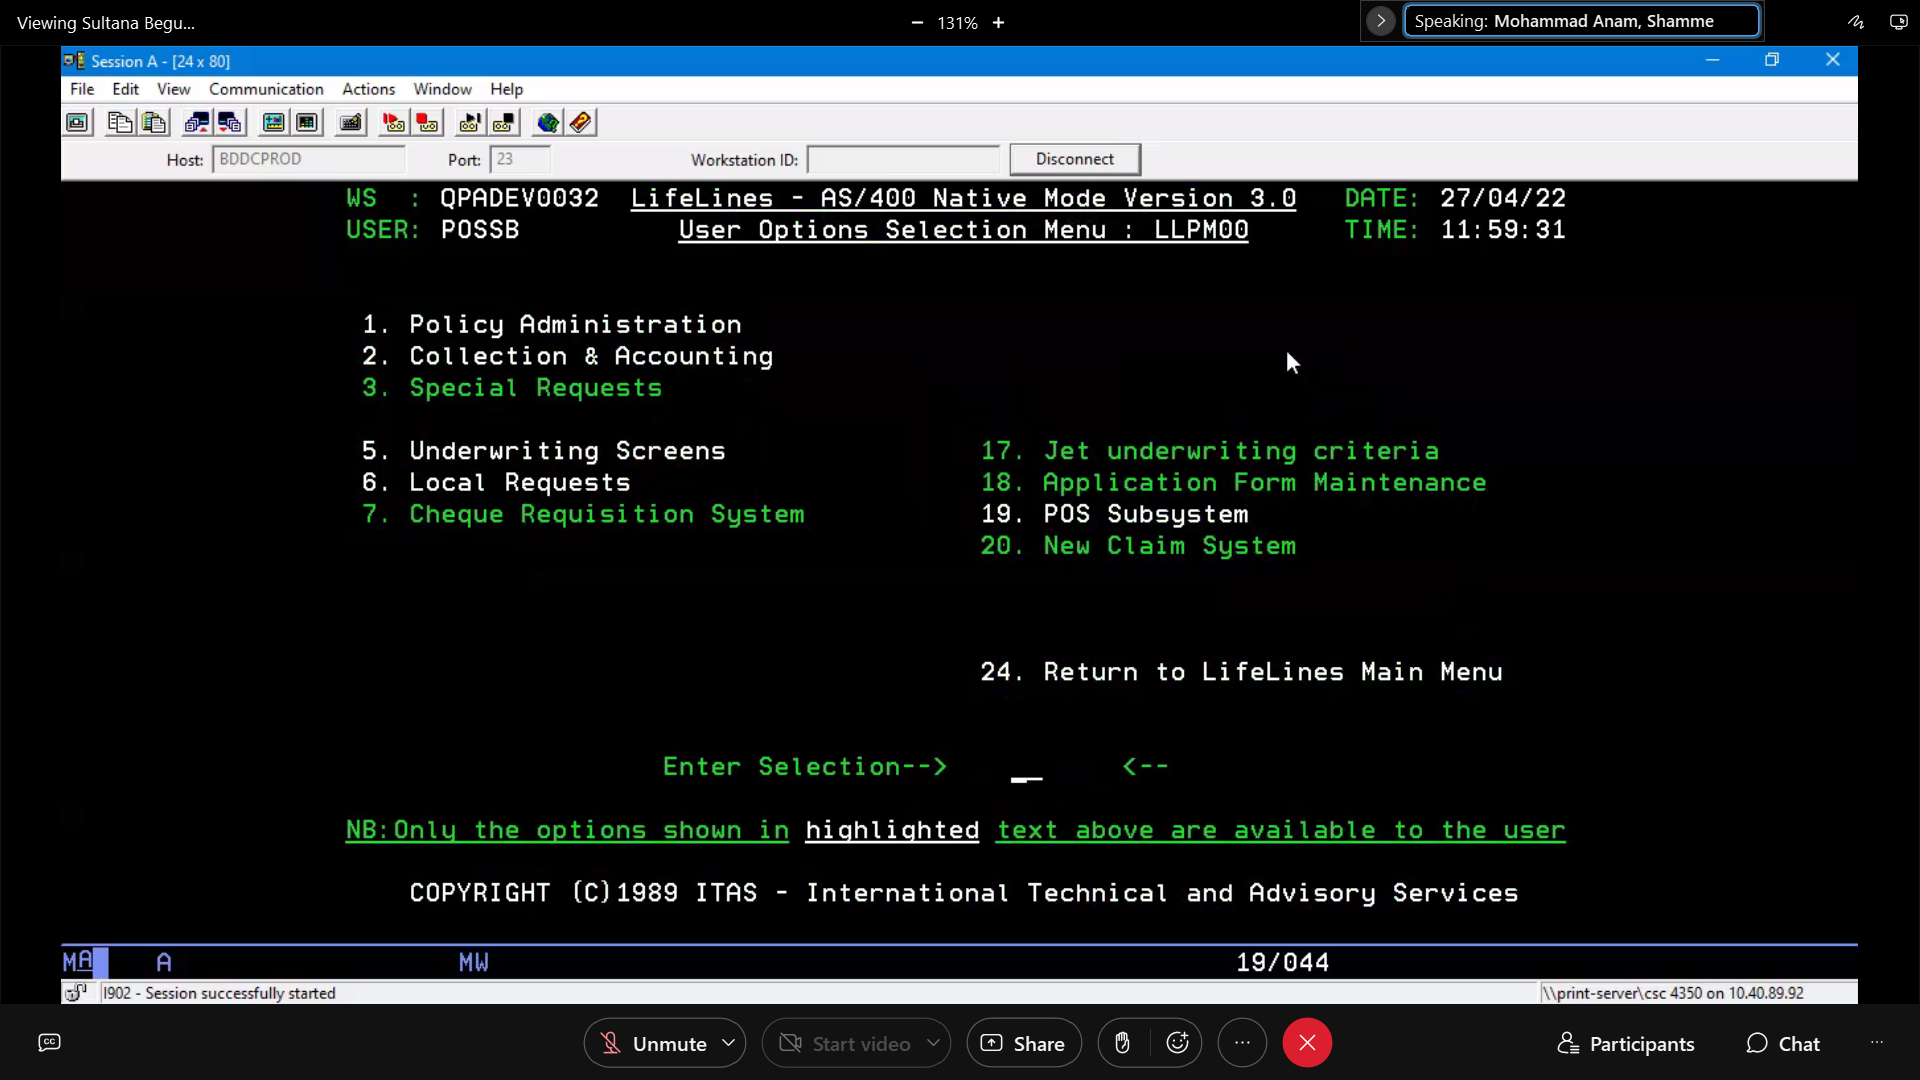 Viewing Sultana Begu...
131%
Speaking: Mohammad Anam, Shamme
Session A - [24 x 80]
File Edit View Communication Actions Window Help
Host: BDDCPROD Port: 23 Workstation ID: Disconnect
WS : QPADEV0032 LifeLines - AS/400 Native Mode Version 3.0 DATE: 27/04/22
USER: POSSB User Options Selection Menu : LLPM00 TIME: 11:59:31
1. Policy Administration
2. Collection & Accounting
3. Special Requests
5. Underwriting Screens 17. Jet underwriting criteria
6. Local Requests 18. Application Form Maintenance
7. Cheque Requisition System 19. POS Subsystem
20. New Claim System
24. Return to LifeLines Main Menu
Enter Selection--> <--
NB:Only the options shown in highlighted text above are available to the user
COPYRIGHT (C)1989 ITAS - International Technical and Advisory Services
MA A MW 19/044
I902 - Session successfully started \\print-server\csc 4350 on 10.40.89.92
CC Unmute Start video Share Participants Chat